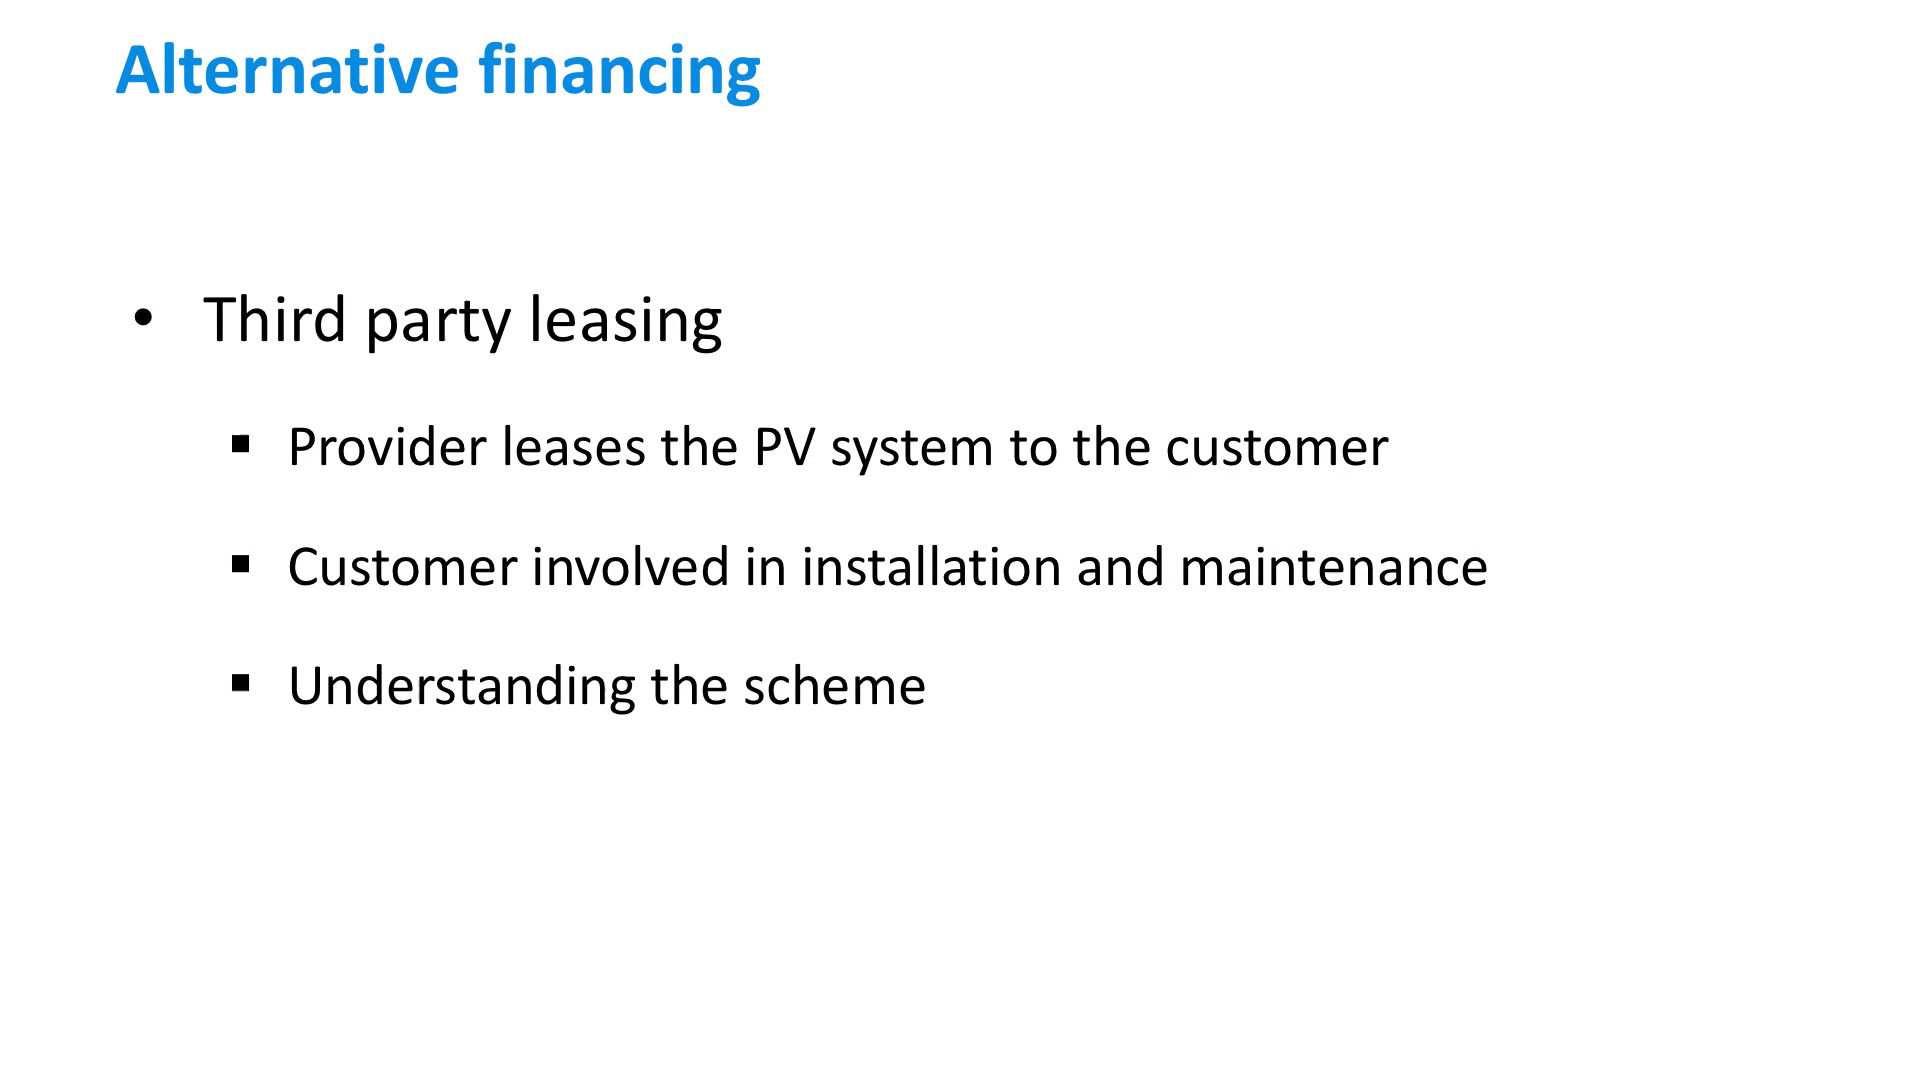 Alternative financing
• Third party leasing
▪ Provider leases the PV system to the customer
▪ Customer involved in installation and maintenance
▪ Understanding the scheme